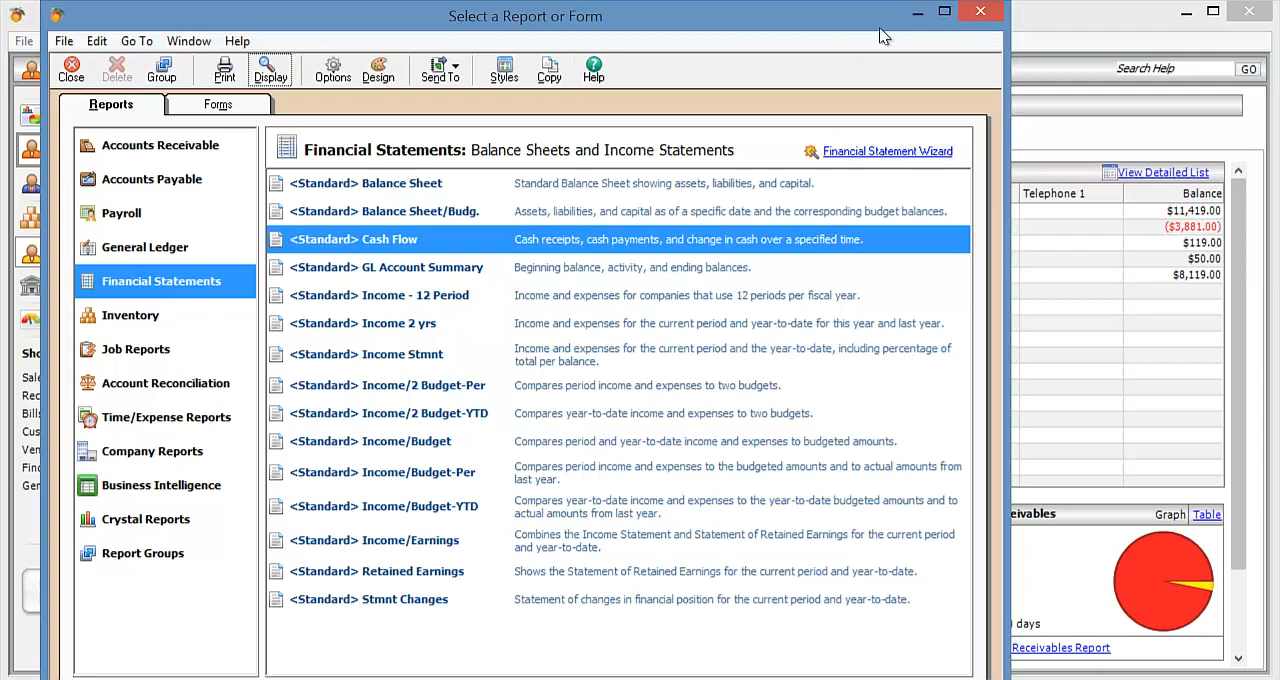 Select a Report or Form
File
File Edit Go To Window Help
Close Delete Group Print Display Options Design Send To Styles Copy Help
Search Help GO
Reports Forms
Accounts Receivable
Accounts Payable
Payroll
General Ledger
Financial Statements
Inventory
Job Reports
Account Reconciliation
Time/Expense Reports
Company Reports
Business Intelligence
Crystal Reports
Report Groups
Financial Statements: Balance Sheets and Income Statements
Financial Statement Wizard
<Standard> Balance Sheet Standard Balance Sheet showing assets, liabilities, and capital.
<Standard> Balance Sheet/Budg. Assets, liabilities, and capital as of a specific date and the corresponding budget balances.
<Standard> Cash Flow Cash receipts, cash payments, and change in cash over a specified time.
<Standard> GL Account Summary Beginning balance, activity, and ending balances.
<Standard> Income - 12 Period Income and expenses for companies that use 12 periods per fiscal year.
<Standard> Income 2 yrs Income and expenses for the current period and year-to-date for this year and last year.
<Standard> Income Stmnt Income and expenses for the current period and the year-to-date, including percentage of
total per balance.
<Standard> Income/2 Budget-Per Compares period income and expenses to two budgets.
<Standard> Income/2 Budget-YTD Compares year-to-date income and expenses to two budgets.
<Standard> Income/Budget Compares period and year-to-date income and expenses to budgeted amounts.
<Standard> Income/Budget-Per Compares period income and expenses to the budgeted amounts and to actual amounts from
last year.
<Standard> Income/Budget-YTD Compares year-to-date income and expenses to the year-to-date budgeted amounts and to
actual amounts from last year.
<Standard> Income/Earnings Combines the Income Statement and Statement of Retained Earnings for the current period
and year-to-date.
<Standard> Retained Earnings Shows the Statement of Retained Earnings for the current period and year-to-date.
<Standard> Stmnt Changes Statement of changes in financial position for the current period and year-to-date.
View Detailed List
Telephone 1 Balance
$11,419.00
($3,881.00)
$119.00
$50.00
$8,119.00
Graph Table
days
Receivables Report